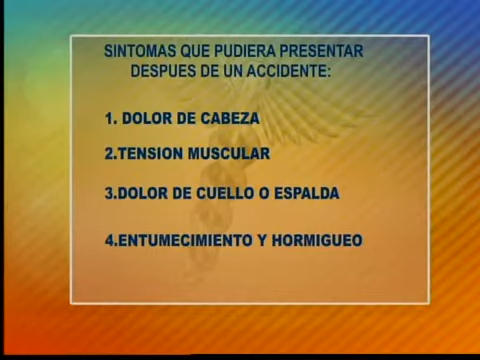 SINTOMAS QUE PUDIERA PRESENTAR
DESPUES DE UN ACCIDENTE:
1. DOLOR DE CABEZA
2.TENSION MUSCULAR
3.DOLOR DE CUELLO O ESPALDA
4.ENTUMECIMIENTO Y HORMIGUEO